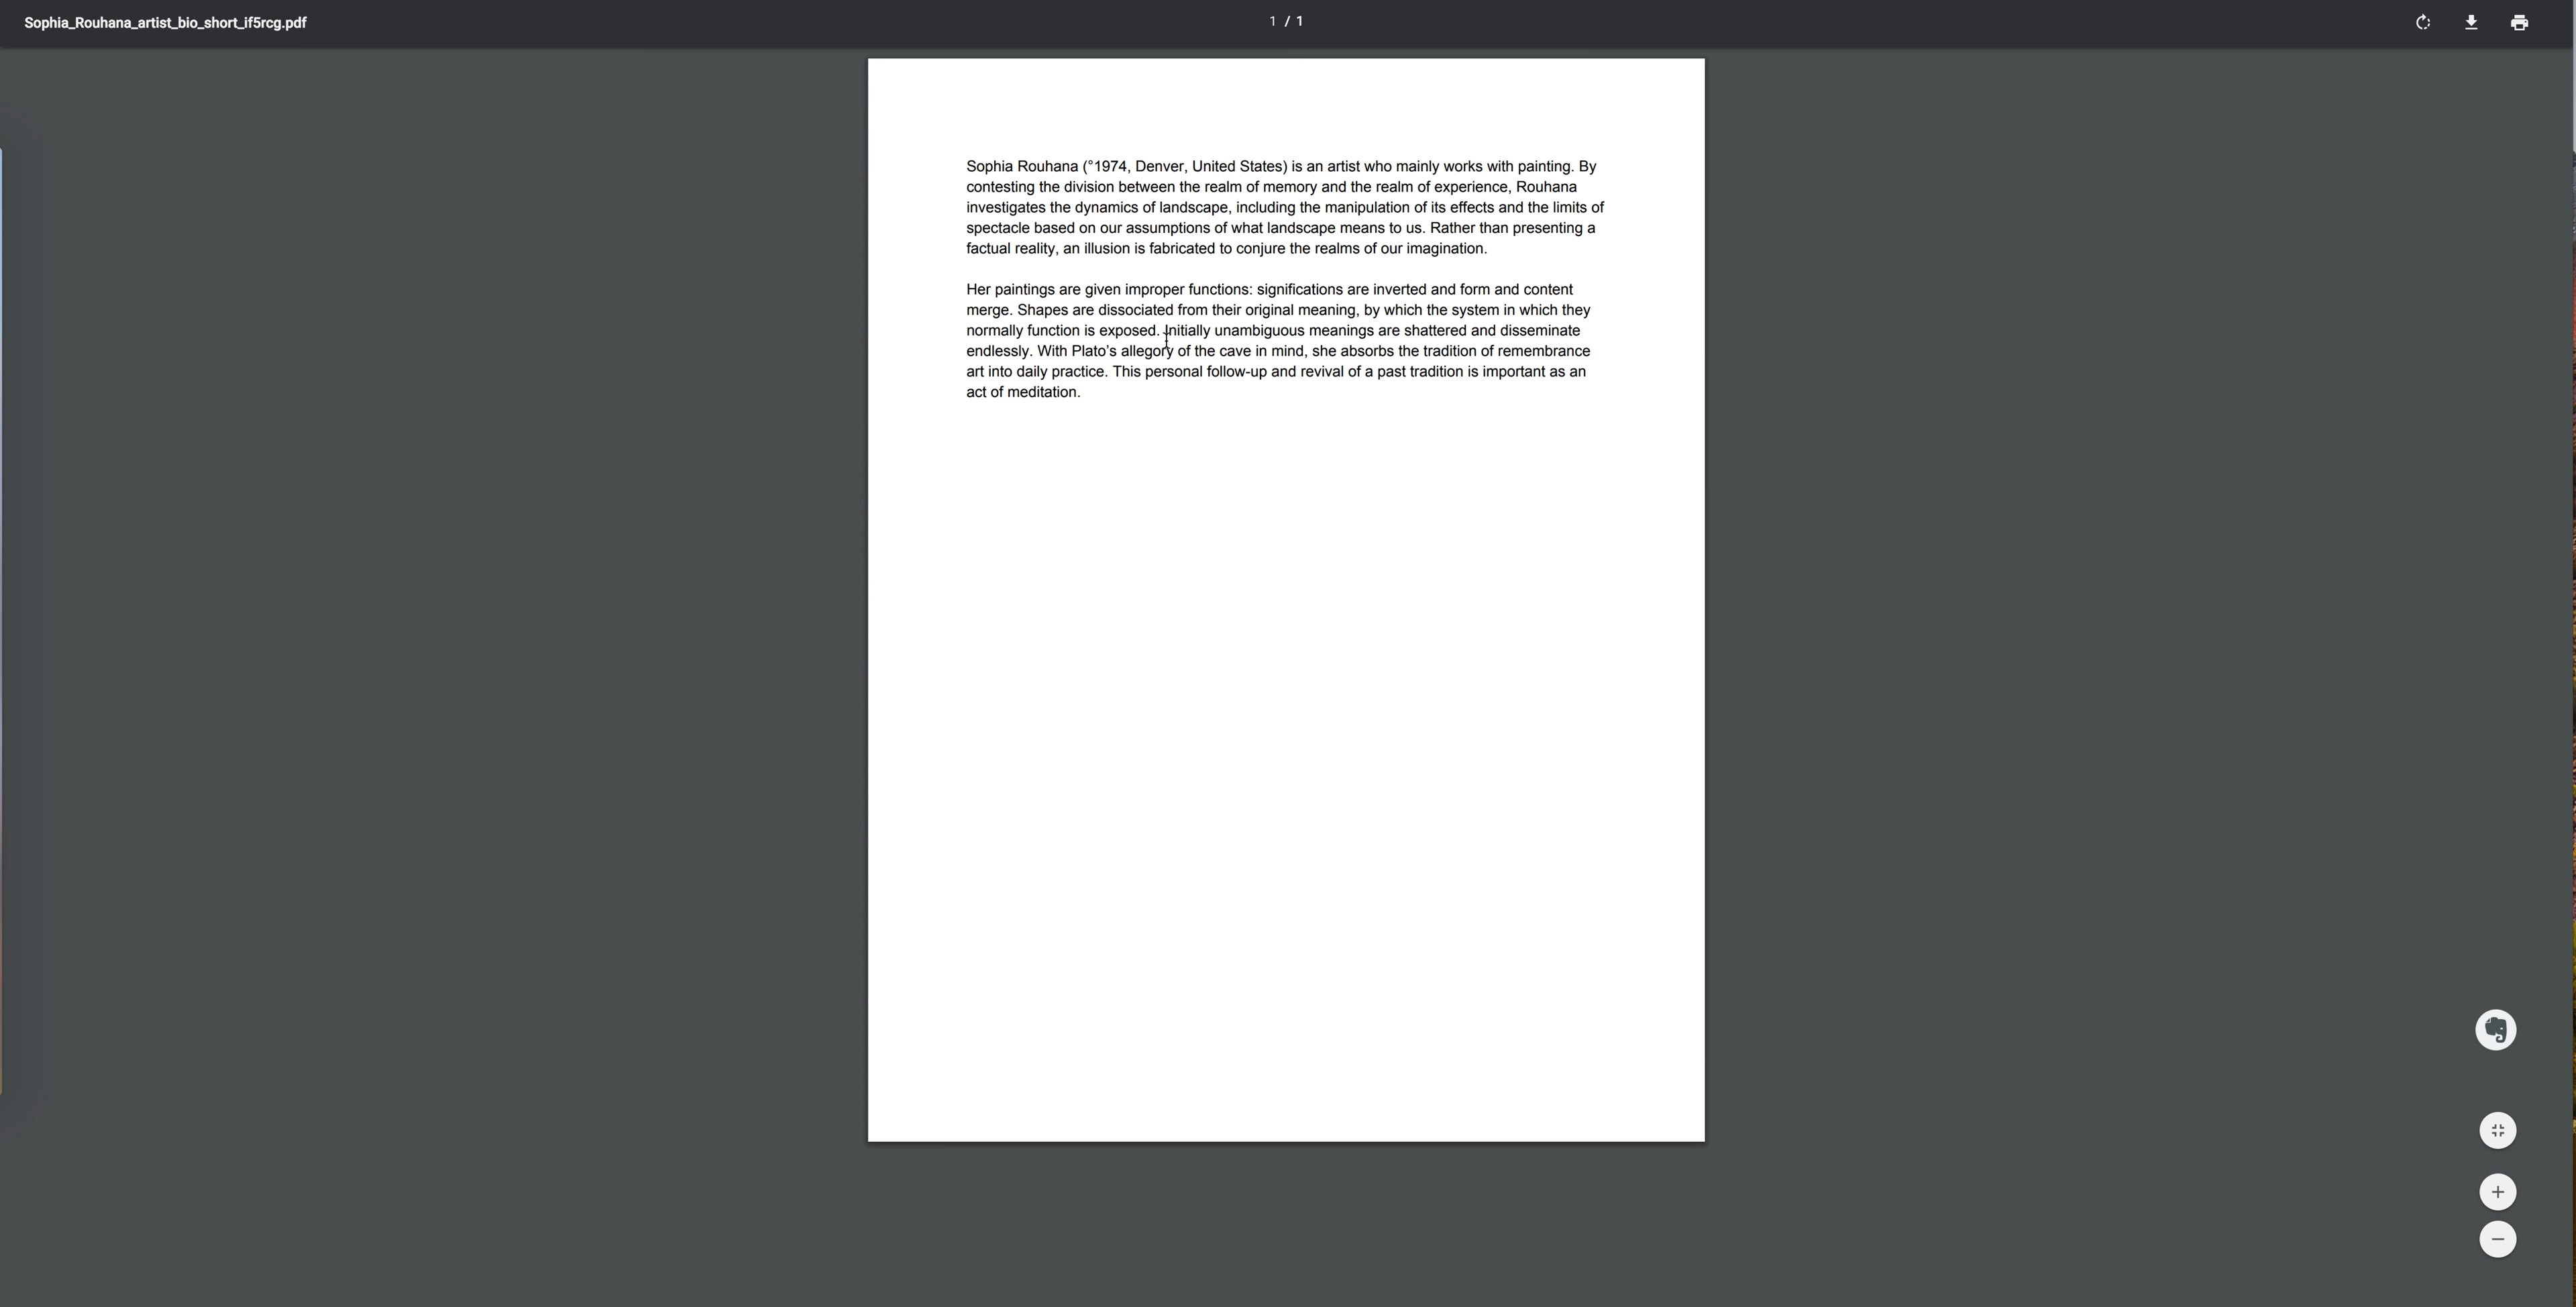 Sophia_Rouhana_artist_bio_short_if5rcg.pdf
1 / 1
Sophia Rouhana (°1974, Denver, United States) is an artist who mainly works with painting. By
contesting the division between the realm of memory and the realm of experience, Rouhana
investigates the dynamics of landscape, including the manipulation of its effects and the limits of
spectacle based on our assumptions of what landscape means to us. Rather than presenting a
factual reality, an illusion is fabricated to conjure the realms of our imagination.
Her paintings are given improper functions: significations are inverted and form and content
merge. Shapes are dissociated from their original meaning, by which the system in which they
normally function is exposed. Initially unambiguous meanings are shattered and disseminate
endlessly. With Plato’s allegory of the cave in mind, she absorbs the tradition of remembrance
art into daily practice. This personal follow-up and revival of a past tradition is important as an
act of meditation.